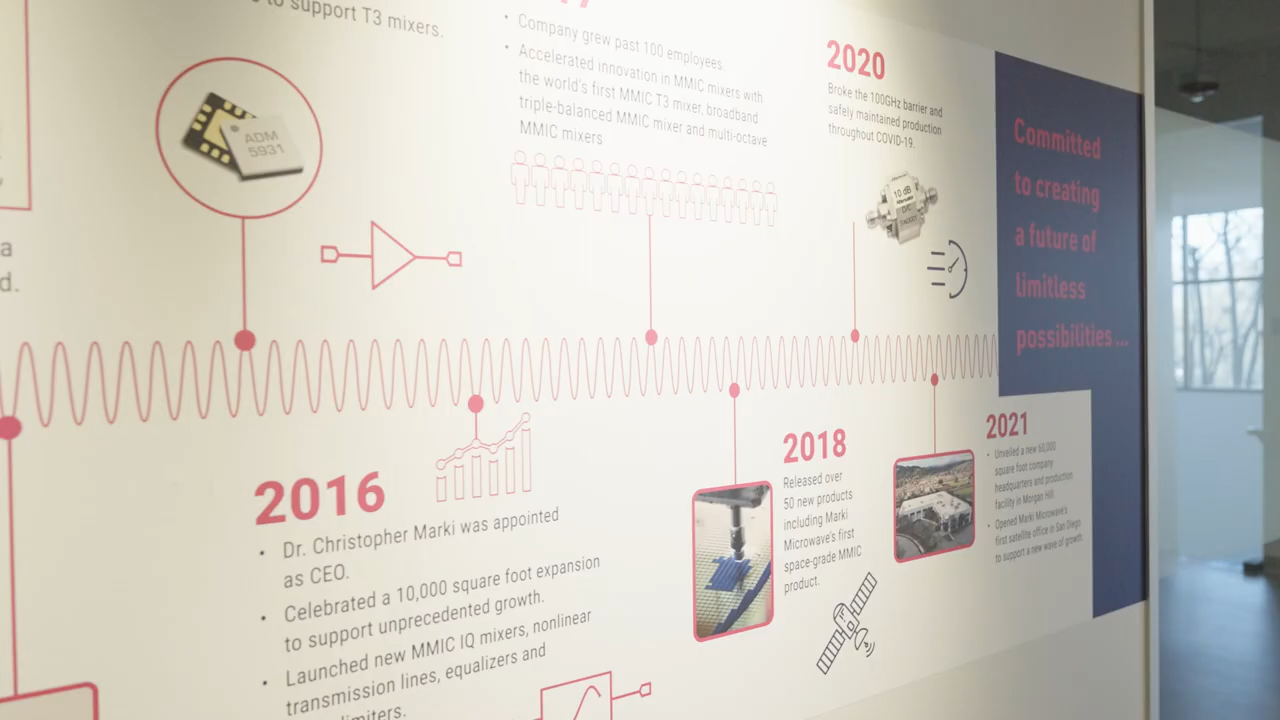 to support T3 mixers.
ADM
5931
a
d.
• Company grew past 100 employees.
• Accelerated innovation in MMIC mixers with
the world's first MMIC T3 mixer, broadband
triple-balanced MMIC mixer and multi-octave
MMIC mixers
2020
Broke the 100GHz barrier and
safely maintained production
throughout COVID-19.
10 dB
Committed
to creating
a future of
limitless
possibilities...
2016
• Dr. Christopher Marki was appointed
as CEO.
• Celebrated a 10,000 square foot expansion
to support unprecedented growth.
• Launched new MMIC IQ mixers, nonlinear
transmission lines, equalizers and
limiters.
2018
Released over
50 new products
including Marki
Microwave's first
space-grade MMIC
product.
2021
• Unveiled a new 60,000
square foot company
headquarters and production
facility in Morgan Hill
• Opened Marki Microwave's
first satellite office in San Diego
to support a new wave of growth.